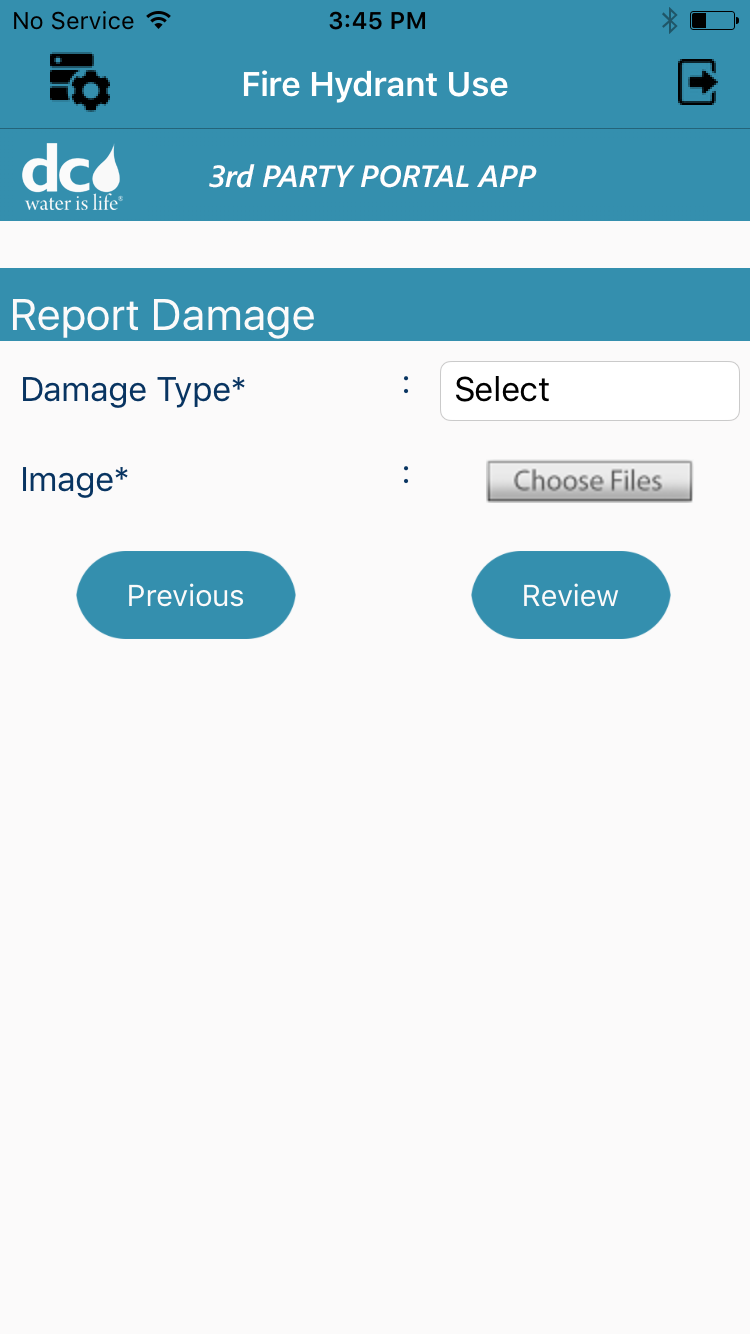 No Service 3:45 PM
Fire Hydrant Use
dc
water is life®
3rd PARTY PORTAL APP
Report Damage
Damage Type* : Select
Image* : Choose Files
Previous Review